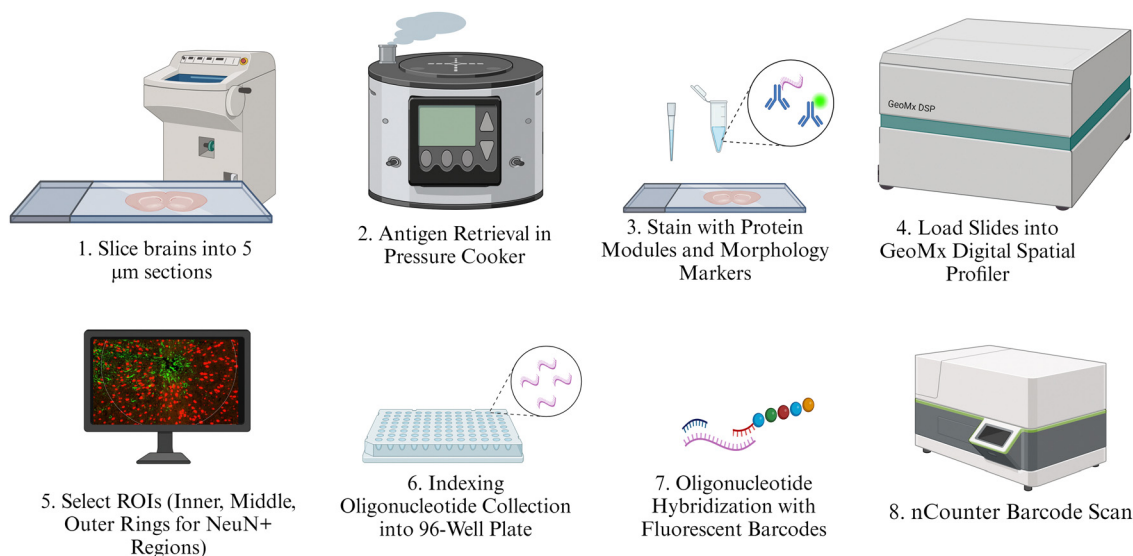 GeoMx DSP
1. Slice brains into 5
μm sections
2. Antigen Retrieval in
Pressure Cooker
3. Stain with Protein
Modules and Morphology
Markers
4. Load Slides into
GeoMx Digital Spatial
Profiler
5. Select ROIs (Inner, Middle,
Outer Rings for NeuN+
Regions)
6. Indexing
Oligonucleotide Collection
into 96-Well Plate
7. Oligonucleotide
Hybridization with
Fluorescent Barcodes
8. nCounter Barcode Scan